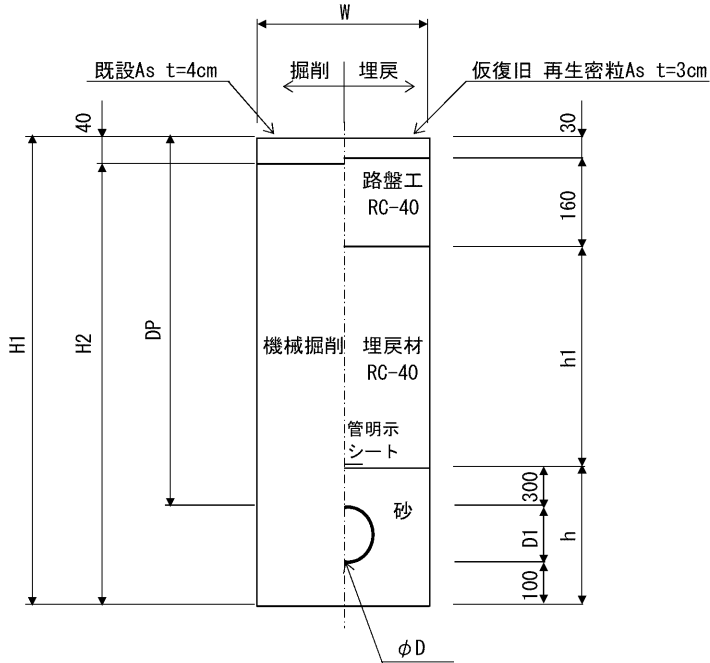 W
既設As t=4cm
掘削
埋戻
仮復旧 再生密粒As t=3cm
40
30
路盤工
RC-40
160
H1
H2
DP
機械掘削
埋戻材
RC-40
h1
管明示
シート
300
砂
D1
h
100
φD